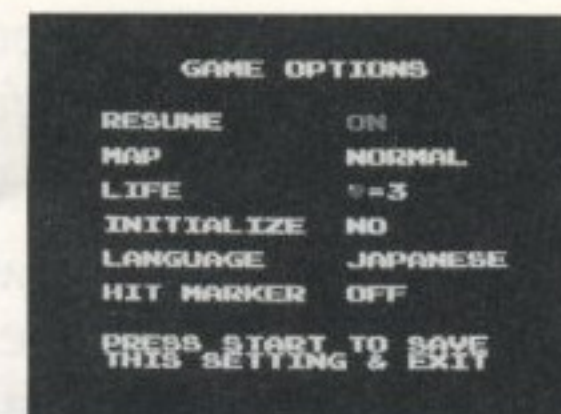 GAME OPTIONS
RESUME ON
MAP NORMAL
LIFE ♥=3
INITIALIZE NO
LANGUAGE JAPANESE
HIT MARKER OFF
PRESS START TO SAVE
THIS SETTING & EXIT